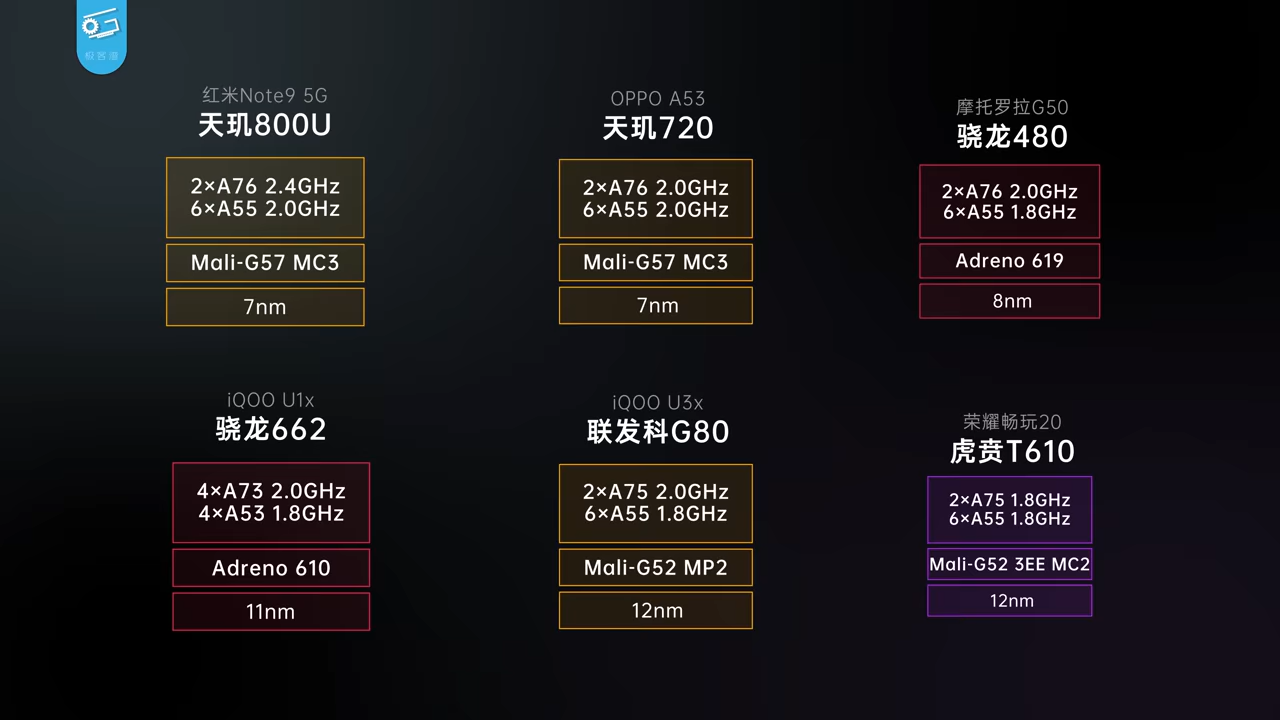 极客湾
红米Note9 5G
天玑800U
2×A76 2.4GHz
6×A55 2.0GHz
Mali-G57 MC3
7nm
OPPO A53
天玑720
2×A76 2.0GHz
6×A55 2.0GHz
Mali-G57 MC3
7nm
摩托罗拉G50
骁龙480
2×A76 2.0GHz
6×A55 1.8GHz
Adreno 619
8nm
iQOO U1x
骁龙662
4×A73 2.0GHz
4×A53 1.8GHz
Adreno 610
11nm
iQOO U3x
联发科G80
2×A75 2.0GHz
6×A55 1.8GHz
Mali-G52 MP2
12nm
荣耀畅玩20
虎贲T610
2×A75 1.8GHz
6×A55 1.8GHz
Mali-G52 3EE MC2
12nm